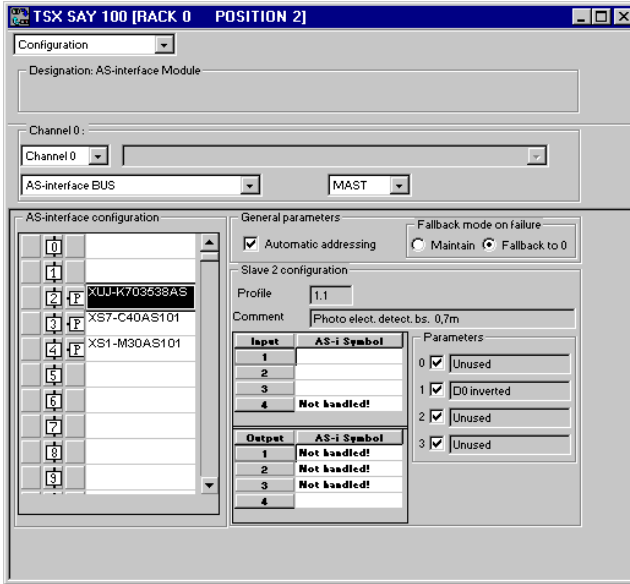 TSX SAY 100 [RACK 0 POSITION 2]
Configuration
Designation: AS-interface Module
Channel 0 :
Channel 0
AS-interface BUS MAST
AS-interface configuration
0
1
2 P XUJ-K703538AS
3 P XS7-C40AS101
4 P XS1-M30AS101
5
6
7
8
9
General parameters
Automatic addressing
Fallback mode on failure
Maintain Fallback to 0
Slave 2 configuration
Profile 1.1
Comment Photo elect. detect. bs. 0,7m
Input AS-i Symbol
1
2
3
4 Not handled!
Output AS-i Symbol
1 Not handled!
2 Not handled!
3 Not handled!
4
Parameters
0 Unused
1 D0 inverted
2 Unused
3 Unused